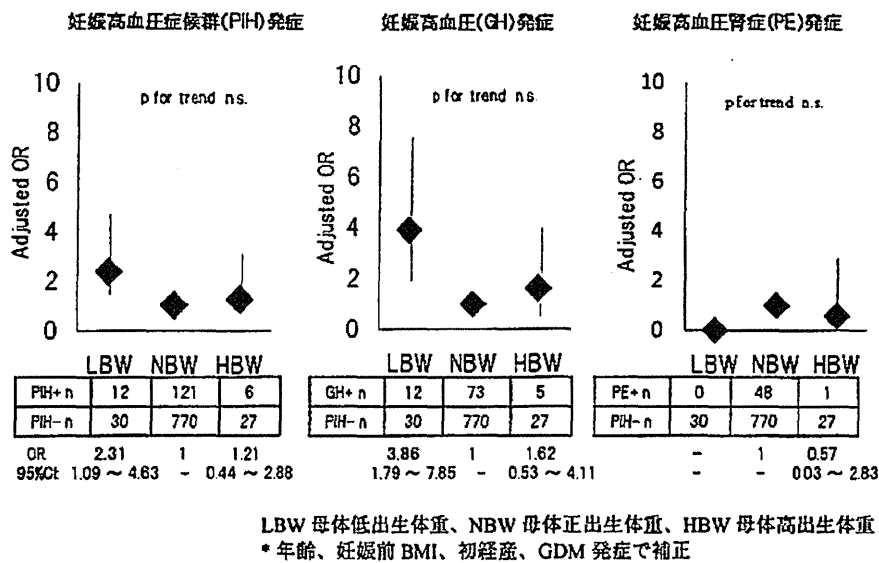 妊娠高血圧症候群(PIH)発症
10
8
6
4
2
0
Adjusted OR
p for trend n.s.
LBW NBW HBW
PIH+ n 12 121 6
PIH- n 30 770 27
OR 2.31 1 1.21
95%CI 1.09 ~ 4.63 - 0.44 ~ 2.88
妊娠高血圧(GH)発症
10
8
6
4
2
0
Adjusted OR
p for trend n.s.
LBW NBW HBW
GH+ n 12 73 5
PIH- n 30 770 27
3.86 1 1.62
1.79 ~ 7.85 - 0.53 ~ 4.11
妊娠高血圧腎症(PE)発症
10
8
6
4
2
0
Adjusted OR
p for trend n.s.
LBW NBW HBW
PE+ n 0 48 1
PIH- n 30 770 27
- 1 0.57
- - 0.03 ~ 2.83
LBW 母体低出生体重、NBW 母体正出生体重、HBW 母体高出生体重
* 年齢、妊娠前 BMI、初経産、GDM 発症で補正